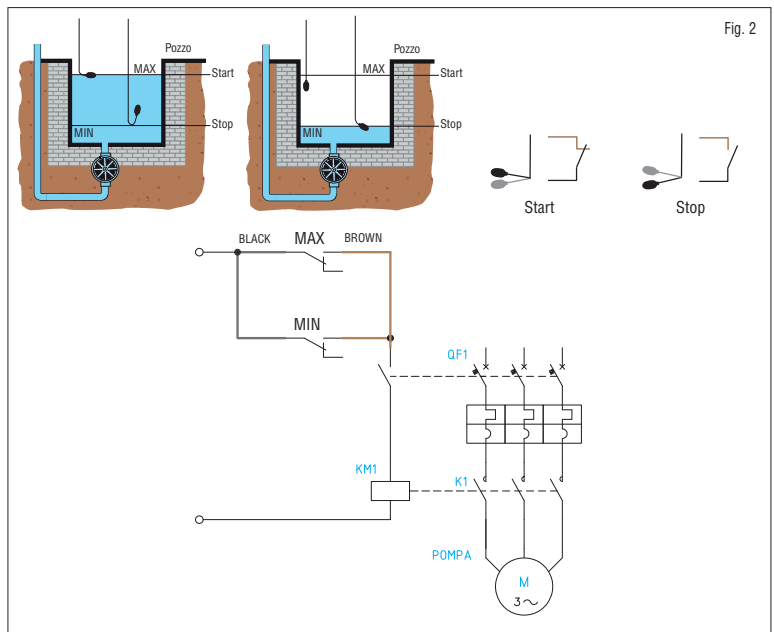 Fig. 2
Pozzo
MAX
Start
MIN
Stop
Pozzo
MAX
Start
MIN
Stop
Start
Stop
BLACK
MAX
BROWN
MIN
QF1
KM1
K1
POMPA
M
3~